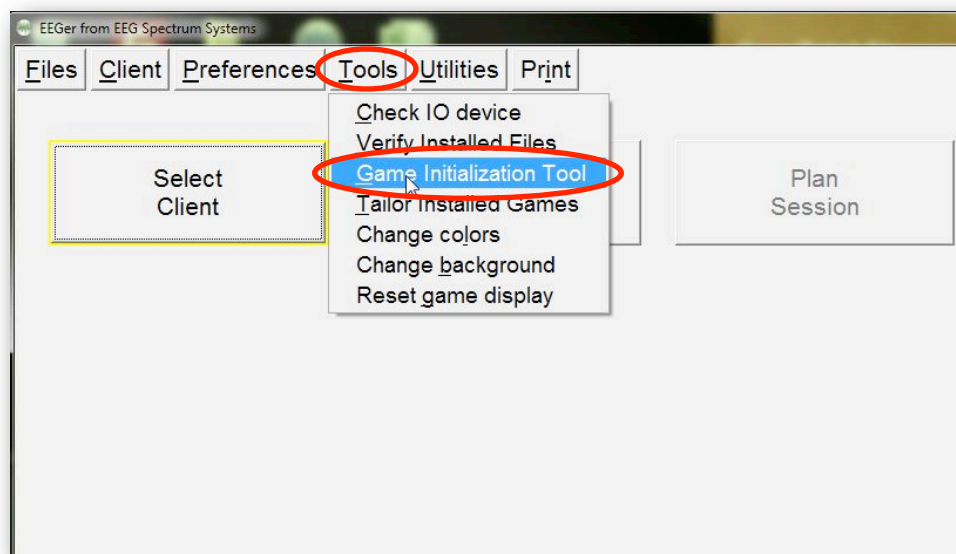 EEGer from EEG Spectrum Systems
Files Client Preferences Tools Utilities Print
Check IO device
Verify Installed Files
Game Initialization Tool
Tailor Installed Games
Change colors
Change background
Reset game display
Select
Client
Plan
Session